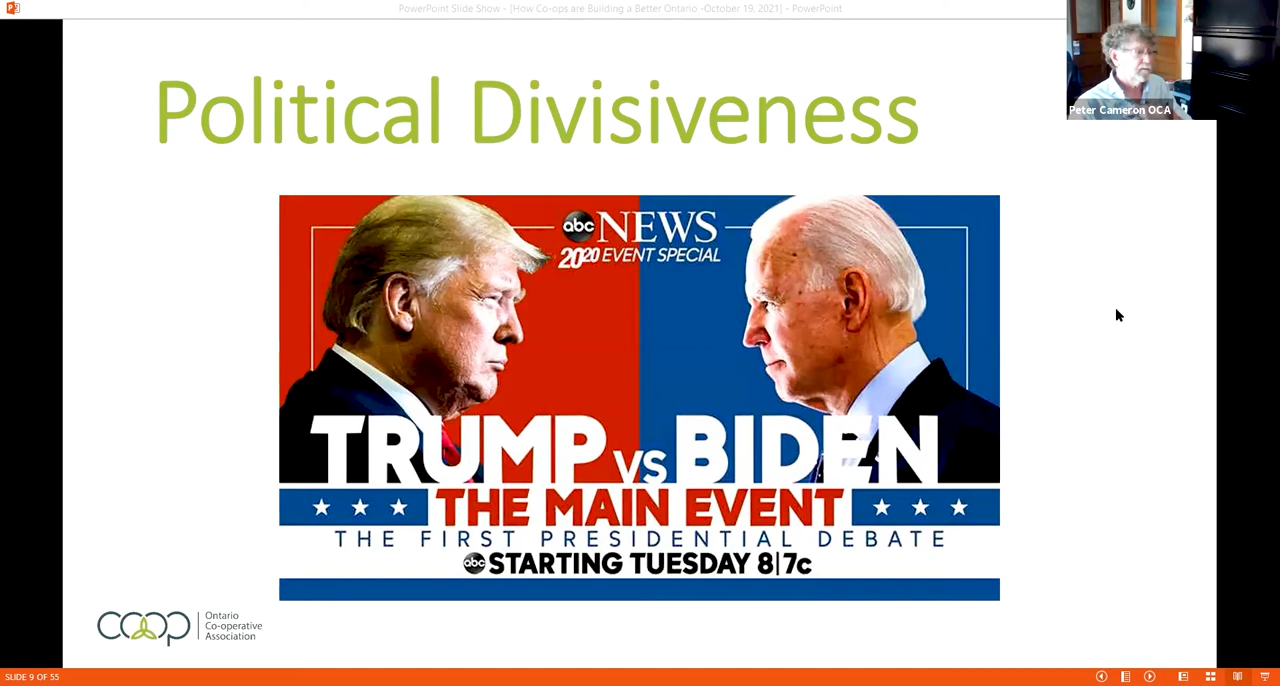 PowerPoint Slide Show - [How Co-ops are Building a Better Ontario -October 19, 2021] - PowerPoint
Peter Cameron OCA
Political Divisiveness
abc NEWS
2020 EVENT SPECIAL
TRUMP VS BIDEN
THE MAIN EVENT
THE FIRST PRESIDENTIAL DEBATE
abc STARTING TUESDAY 8|7c
COOP
Ontario
Co-operative
Association
SLIDE 9 OF 55